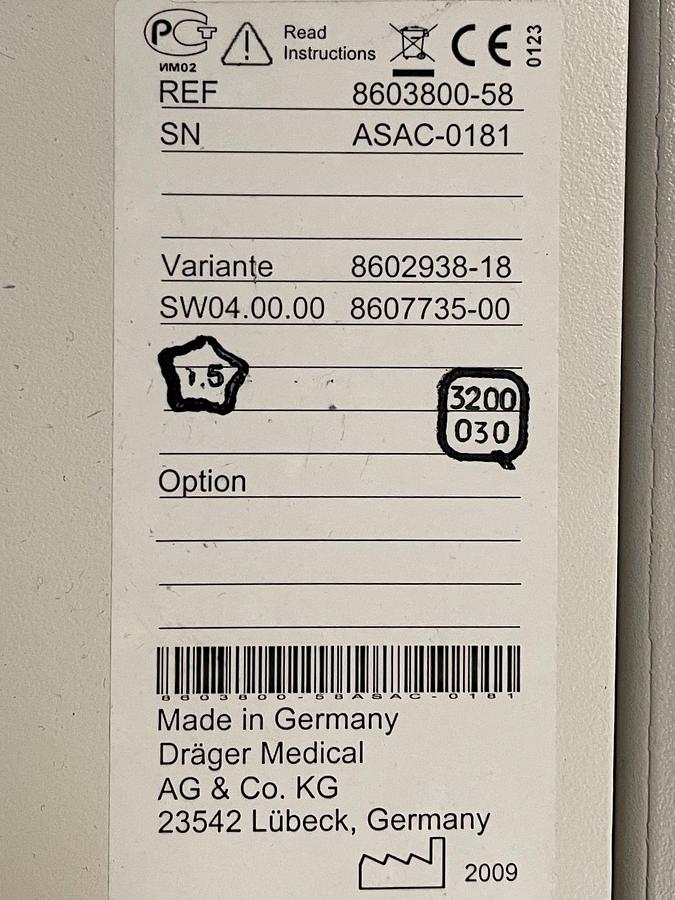 РСТ
Read
Instructions
CE
0123
ИМ02
REF 8603800-58
SN ASAC-0181
Variante 8602938-18
SW04.00.00 8607735-00
1.5
3200
030
Option
8603800-58ASAC-0181
Made in Germany
Dräger Medical
AG & Co. KG
23542 Lübeck, Germany
2009